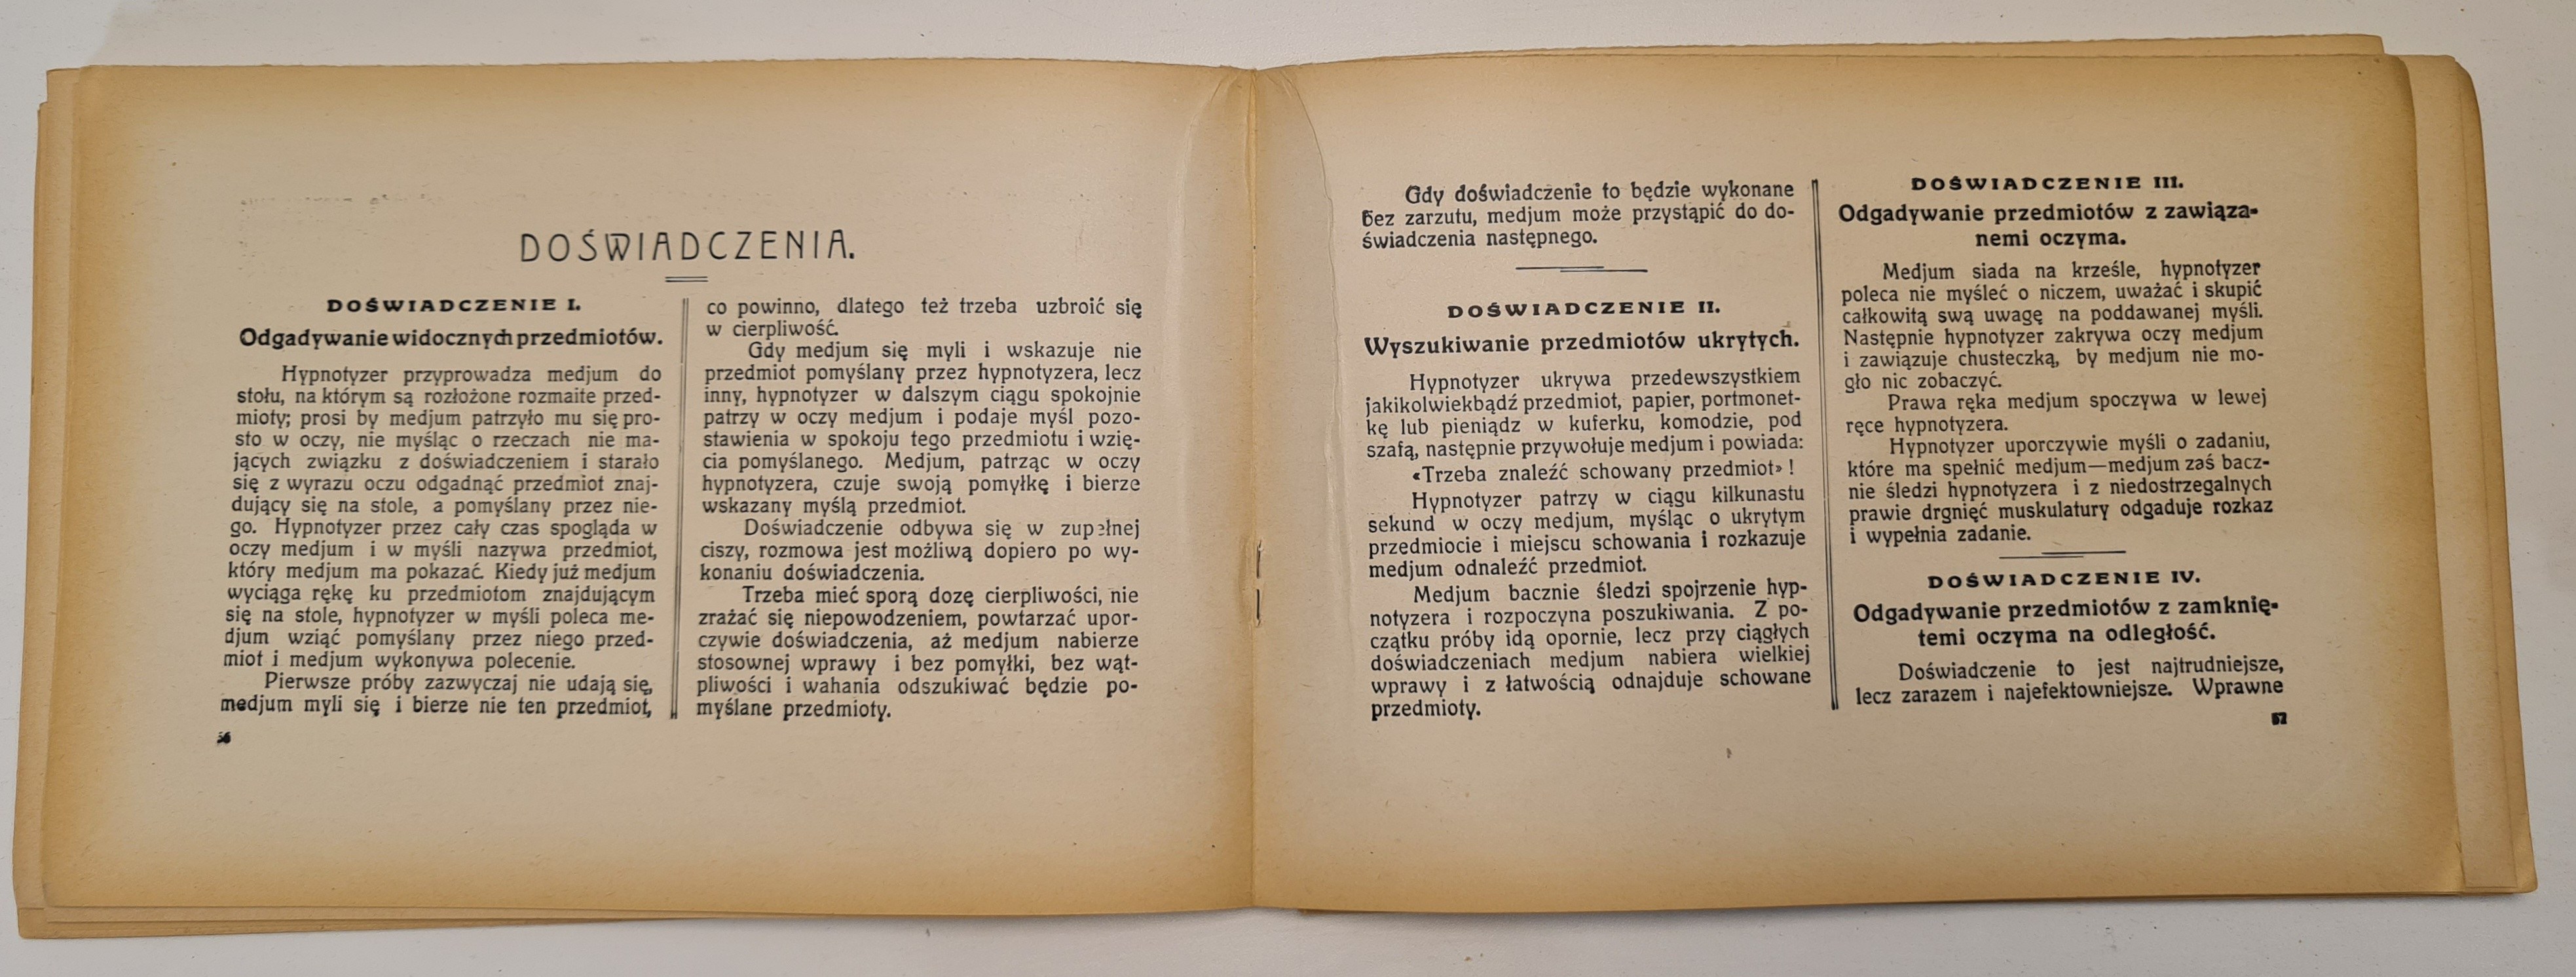 DOŚWIADCZENIA.
DOŚWIADCZENIE I.
Odgadywanie widocznych przedmiotów.
Hypnotyzer przyprowadza medjum do
stołu, na którym są rozłożone rozmaite przed-
mioty; prosi by medjum patrzyło mu się pro-
sto w oczy, nie myśląc o rzeczach nie ma-
jących związku z doświadczeniem i starało
się z wyrazu oczu odgadnąć przedmiot znaj-
dujący się na stole, a pomyślany przez nie-
go. Hypnotyzer przez cały czas spogląda w
oczy medjum i w myśli nazywa przedmiot,
który medjum ma pokazać. Kiedy już medjum
wyciąga rękę ku przedmiotom znajdującym
się na stole, hypnotyzer w myśli poleca me-
djum wziąć pomyślany przez niego przed-
miot i medjum wykonywa polecenie.
Pierwsze próby zazwyczaj nie udają się,
medjum myli się i bierze nie ten przedmiot,
co powinno, dlatego też trzeba uzbroić się
w cierpliwość.
Gdy medjum się myli i wskazuje nie
przedmiot pomyślany przez hypnotyzera, lecz
inny, hypnotyzer w dalszym ciągu spokojnie
patrzy w oczy medjum i podaje myśl pozo-
stawienia w spokoju tego przedmiotu i wzię-
cia pomyślanego. Medjum, patrząc w oczy
hypnotyzera, czuje swoją pomyłkę i bierze
wskazany myślą przedmiot.
Doświadczenie odbywa się w zupełnej
ciszy, rozmowa jest możliwą dopiero po wy-
konaniu doświadczenia.
Trzeba mieć sporą dozę cierpliwości, nie
zrażać się niepowodzeniem, powtarzać upor-
czywie doświadczenia, aż medjum nabierze
stosownej wprawy i bez pomyłki, bez wąt-
pliwości i wahania odszukiwać będzie po-
myślane przedmioty.
56
Gdy doświadczenie to będzie wykonane
bez zarzutu, medjum może przystąpić do do-
świadczenia następnego.
DOŚWIADCZENIE II.
Wyszukiwanie przedmiotów ukrytych.
Hypnotyzer ukrywa przedewszystkiem
jakikolwiekbądź przedmiot, papier, portmonet-
kę lub pieniądz w kuferku, komodzie, pod
szafą, następnie przywołuje medjum i powiada:
«Trzeba znaleźć schowany przedmiot» !
Hypnotyzer patrzy w ciągu kilkunastu
sekund w oczy medjum, myśląc o ukrytym
przedmiocie i miejscu schowania i rozkazuje
medjum odnaleźć przedmiot.
Medjum bacznie śledzi spojrzenie hyp-
notyzera i rozpoczyna poszukiwania. Z po-
czątku próby idą opornie, lecz przy ciągłych
doświadczeniach medjum nabiera wielkiej
wprawy i z łatwością odnajduje schowane
przedmioty.
DOŚWIADCZENIE III.
Odgadywanie przedmiotów z zawiąza-
nemi oczyma.
Medjum siada na krześle, hypnotyzer
poleca nie myśleć o niczem, uważać i skupić
całkowitą swą uwagę na poddawanej myśli.
Następnie hypnotyzer zakrywa oczy medjum
i zawiązuje chusteczką, by medjum nie mo-
gło nic zobaczyć.
Prawa ręka medjum spoczywa w lewej
ręce hypnotyzera.
Hypnotyzer uporczywie myśli o zadaniu,
które ma spełnić medjum—medjum zaś bacz-
nie śledzi hypnotyzera i z niedostrzegalnych
prawie drgnięć muskulatury odgaduje rozkaz
i wypełnia zadanie.
DOŚWIADCZENIE IV.
Odgadywanie przedmiotów z zamknię-
temi oczyma na odległość.
Doświadczenie to jest najtrudniejsze,
lecz zarazem i najefektowniejsze. Wprawne
57